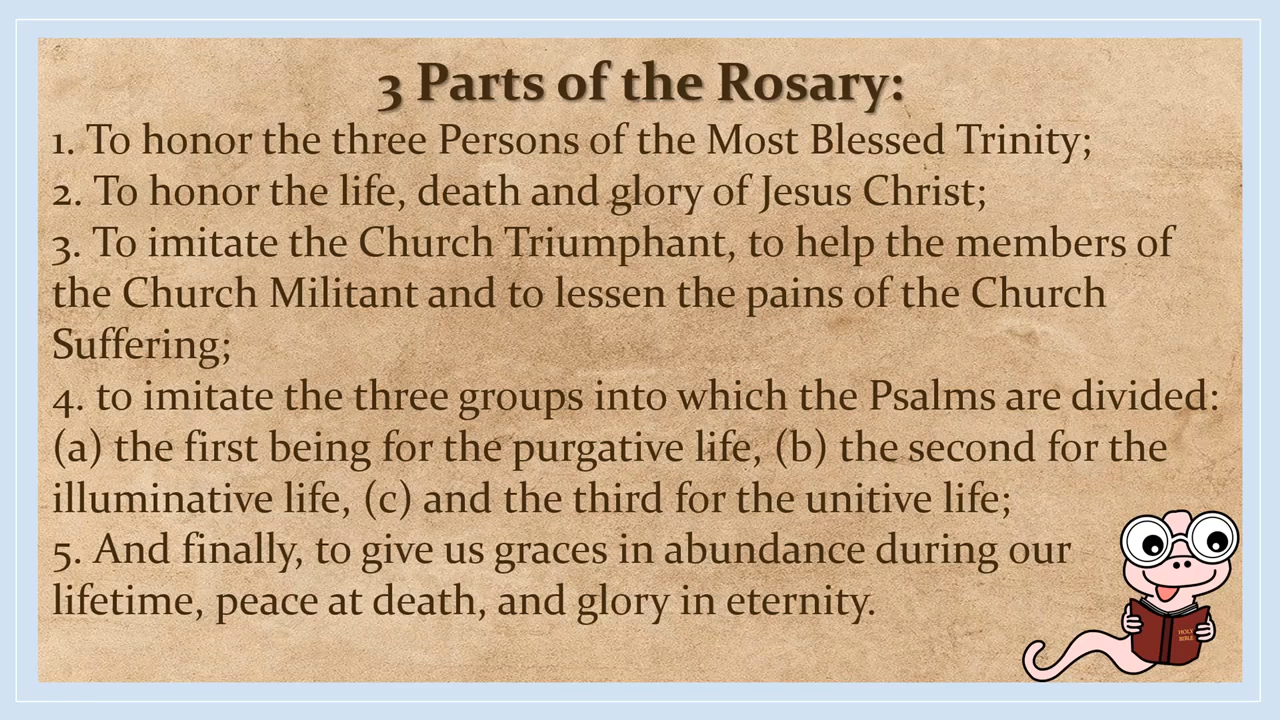 3 Parts of the Rosary:
1. To honor the three Persons of the Most Blessed Trinity;
2. To honor the life, death and glory of Jesus Christ;
3. To imitate the Church Triumphant, to help the members of
the Church Militant and to lessen the pains of the Church
Suffering;
4. to imitate the three groups into which the Psalms are divided:
(a) the first being for the purgative life, (b) the second for the
illuminative life, (c) and the third for the unitive life;
5. And finally, to give us graces in abundance during our
lifetime, peace at death, and glory in eternity.
HOLY
BIBLE